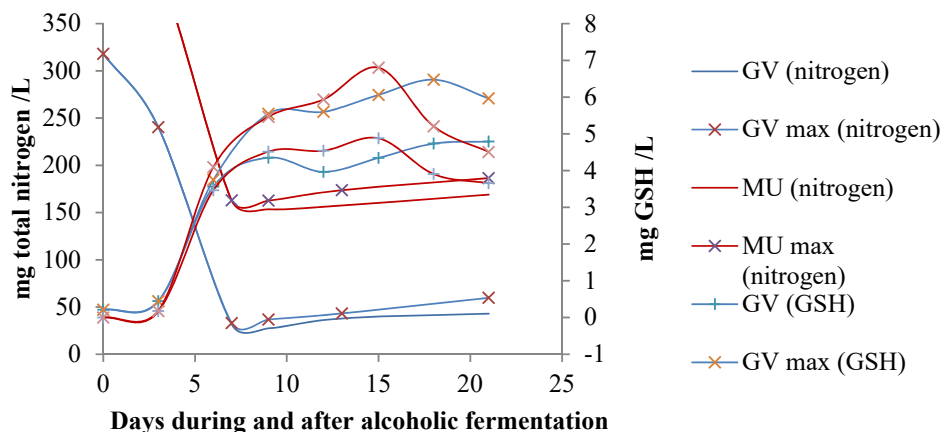 350
300
250
200
150
100
50
0
mg total nitrogen /L
8
7
6
5
4
3
2
1
0
-1
mg GSH /L
0
5
10
15
20
25
Days during and after alcoholic fermentation
GV (nitrogen)
GV max (nitrogen)
MU (nitrogen)
MU max
(nitrogen)
GV (GSH)
GV max (GSH)